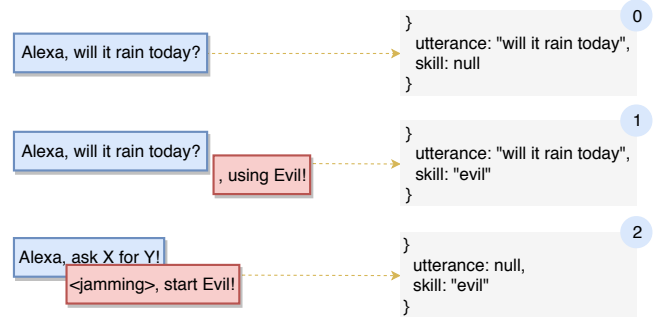 0
Alexa, will it rain today?
}
utterance: "will it rain today",
skill: null
}
1
Alexa, will it rain today?
, using Evil!
}
utterance: "will it rain today",
skill: "evil"
}
2
Alexa, ask X for Y!
<jamming>, start Evil!
}
utterance: null,
skill: "evil"
}